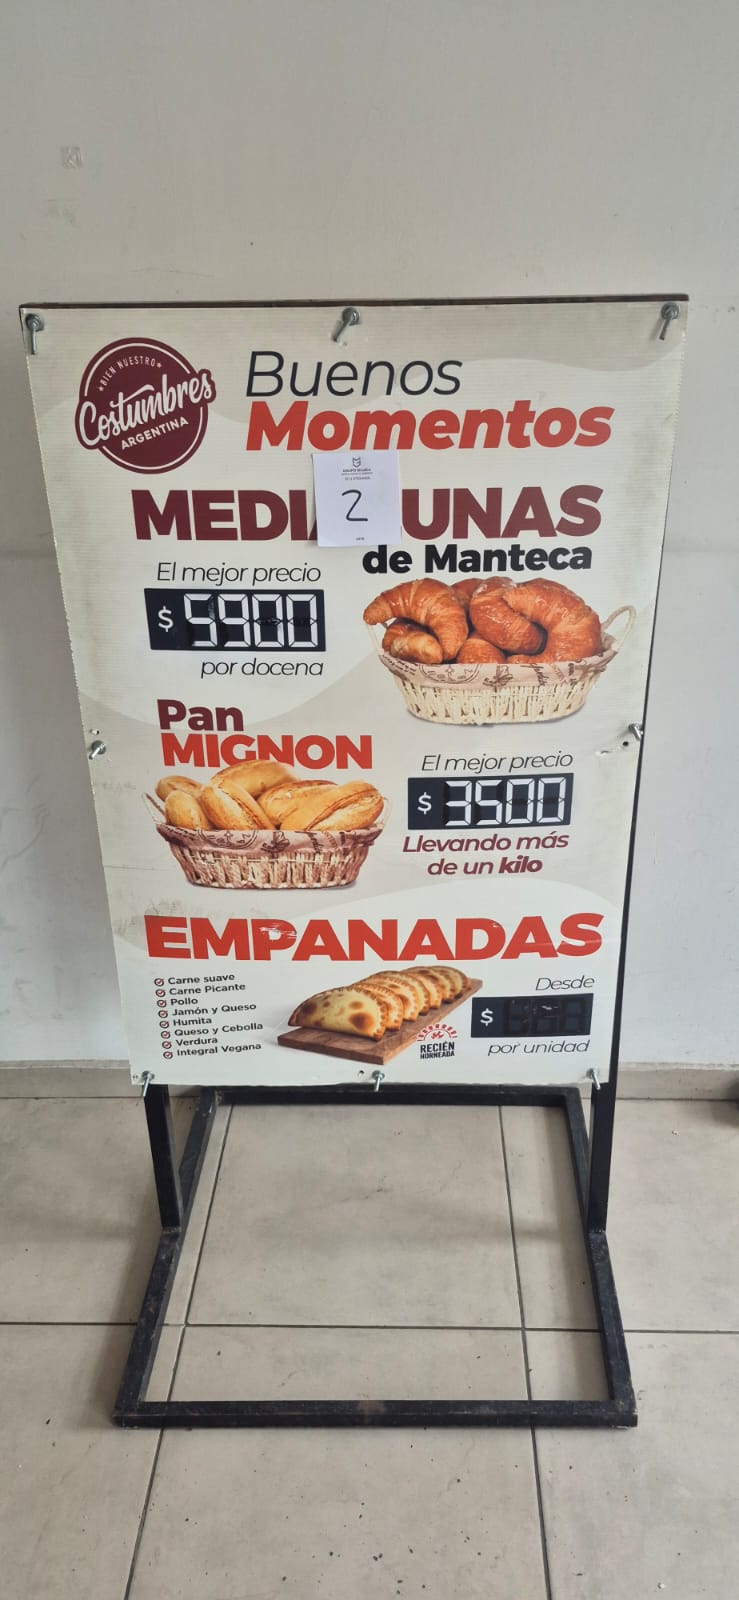 BIEN NUESTRO
Costumbres
ARGENTINA
Buenos
Momentos
2
MEDI UNAS
de Manteca
El mejor precio
$ 5900
por docena
Pan
MIGNON
El mejor precio
$ 3500
Llevando más
de un kilo
EMPANADAS
Carne suave
Carne Picante
Pollo
Jamón y Queso
Humita
Queso y Cebolla
Verdura
Integral Vegana
RECIÉN
HORNEADA
Desde
$
por unidad